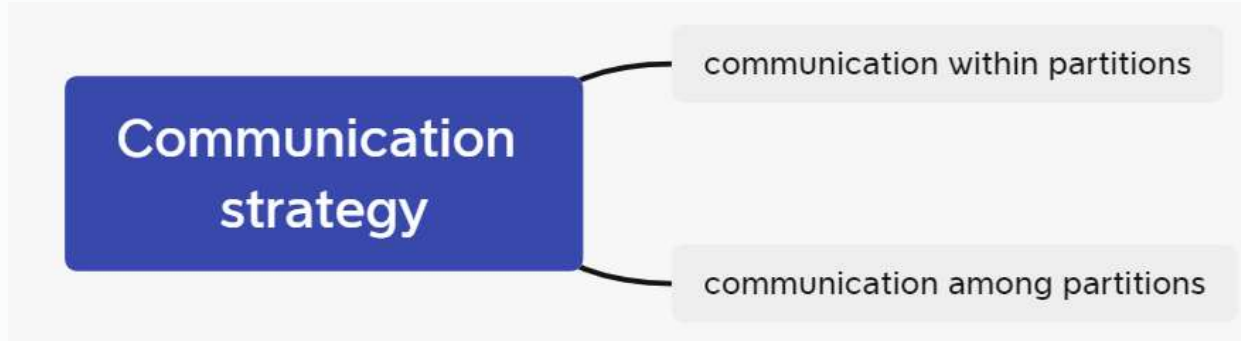 Communication
strategy
communication within partitions
communication among partitions